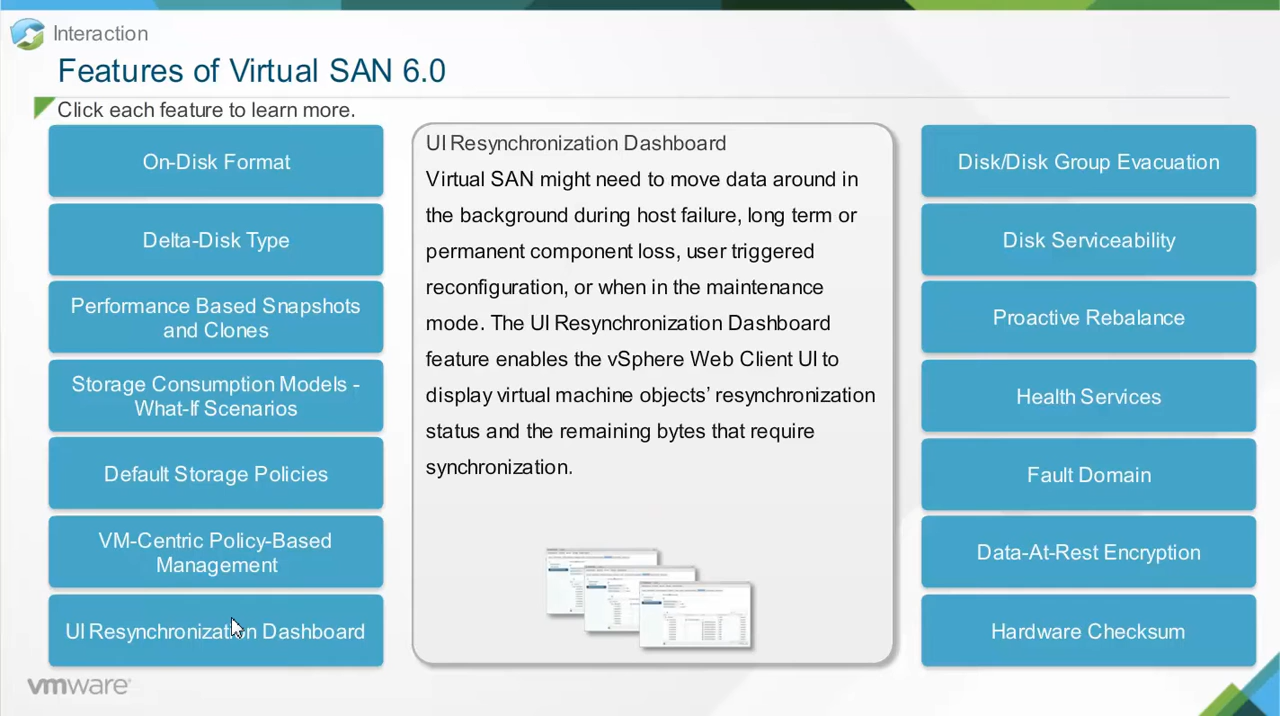 Interaction
Features of Virtual SAN 6.0
Click each feature to learn more.
On-Disk Format
Delta-Disk Type
Performance Based Snapshots
and Clones
Storage Consumption Models -
What-If Scenarios
Default Storage Policies
VM-Centric Policy-Based
Management
UI Resynchronization Dashboard
UI Resynchronization Dashboard
Virtual SAN might need to move data around in
the background during host failure, long term or
permanent component loss, user triggered
reconfiguration, or when in the maintenance
mode. The UI Resynchronization Dashboard
feature enables the vSphere Web Client UI to
display virtual machine objects’ resynchronization
status and the remaining bytes that require
synchronization.
Disk/Disk Group Evacuation
Disk Serviceability
Proactive Rebalance
Health Services
Fault Domain
Data-At-Rest Encryption
Hardware Checksum
vmware®